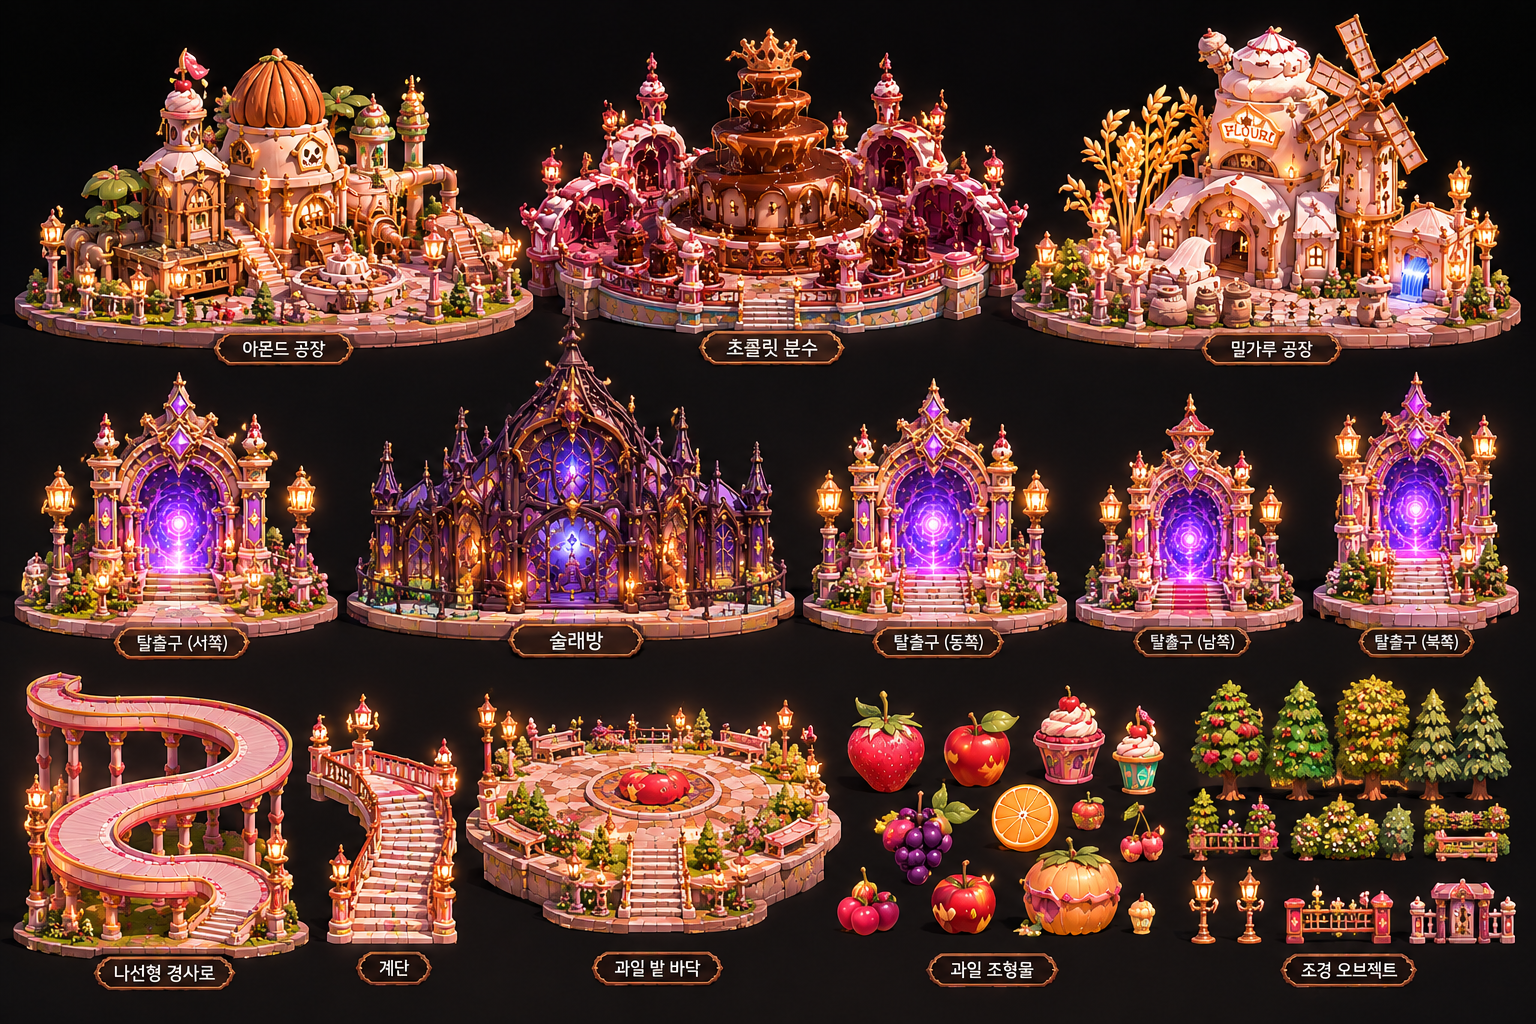 FLOUR!
아몬드 공장
초콜릿 분수
밀가루 공장
탈출구 (서쪽)
술래방
탈출구 (동쪽)
탈출구 (남쪽)
탈출구 (북쪽)
나선형 경사로
계단
과일 밭 바닥
과일 조형물
조경 오브젝트